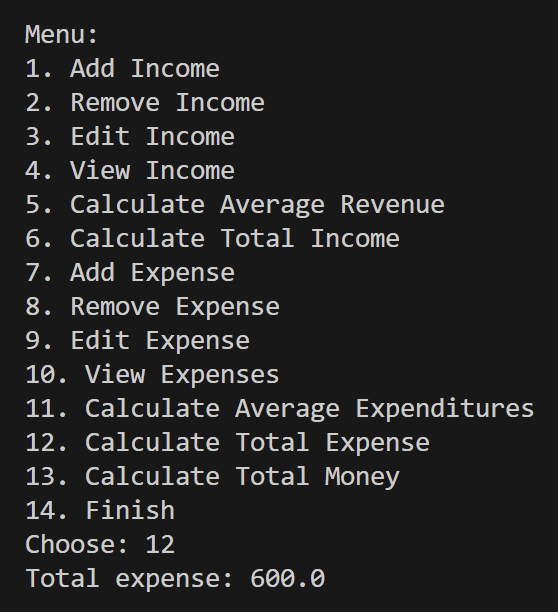 Menu:
1. Add Income
2. Remove Income
3. Edit Income
4. View Income
5. Calculate Average Revenue
6. Calculate Total Income
7. Add Expense
8. Remove Expense
9. Edit Expense
10. View Expenses
11. Calculate Average Expenditures
12. Calculate Total Expense
13. Calculate Total Money
14. Finish
Choose: 12
Total expense: 600.0